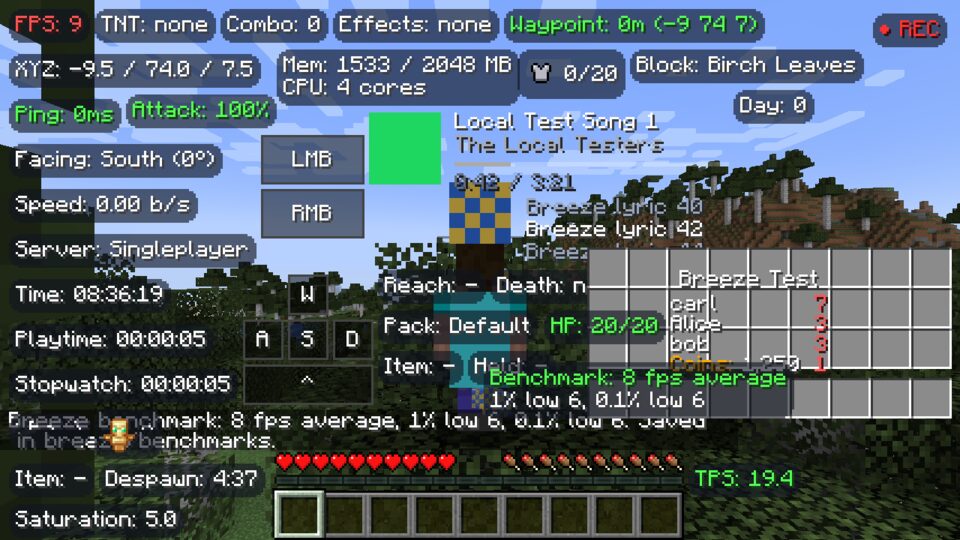 FPS: 9
TNT: none
Combo: 0
Effects: none
Waypoint: 0m (-9 74 7)
REC
XYZ: -9.5 / 74.0 / 7.5
Mem: 1533 / 2048 MB
CPU: 4 cores
0/20
Block: Birch Leaves
Ping: 0ms
Attack: 100%
Day: 0
Local Test Song 1
The Local Testers
0:42 / 3:21
Facing: South (0°)
LMB
Speed: 0.00 b/s
RMB
Breeze lyric 40
Breeze lyric 42
Breeze
Server: Singleplayer
Breeze Test
Time: 08:36:19
W
Reach: - Death: n
carl 7
Alice 3
Pack: Default
HP: 20/20
bob 3
Playtime: 00:00:05
A
S
D
Coins: 1,250 1
Item: -
Held: -
Stopwatch: 00:00:05
^
Benchmark: 8 fps average
1% low 6, 0.1% low 6
Breeze benchmark: 8 fps average, 1% low 6, 0.1% low 6. Saved
in breeze benchmarks.
Item: -
Despawn: 4:37
TPS: 19.4
Saturation: 5.0